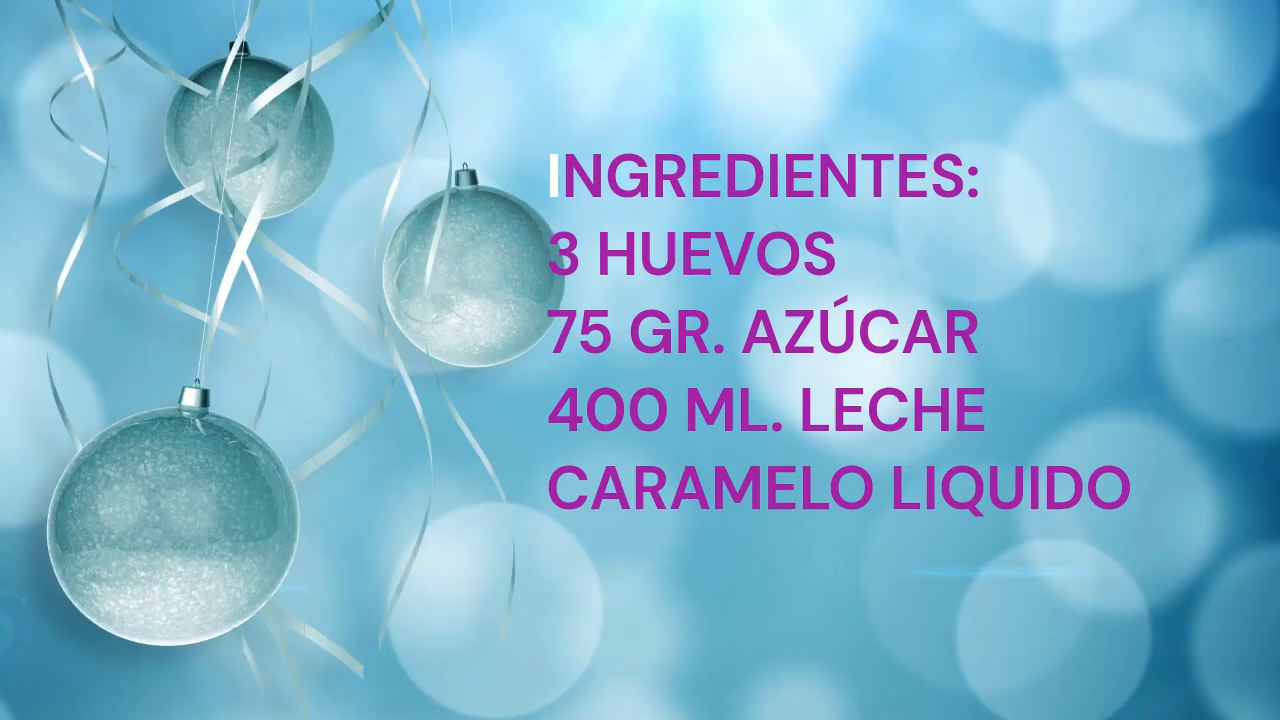 INGREDIENTES:
3 HUEVOS
75 GR. AZÚCAR
400 ML. LECHE
CARAMELO LIQUIDO